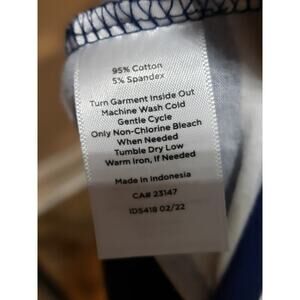 95% Cotton
5% Spandex
Turn Garment Inside Out
Machine Wash Cold
Gentle Cycle
Only Non-Chlorine Bleach
When Needed
Tumble Dry Low
Warm Iron, If Needed
Made in Indonesia
CA# 23147
IDS418 02/22